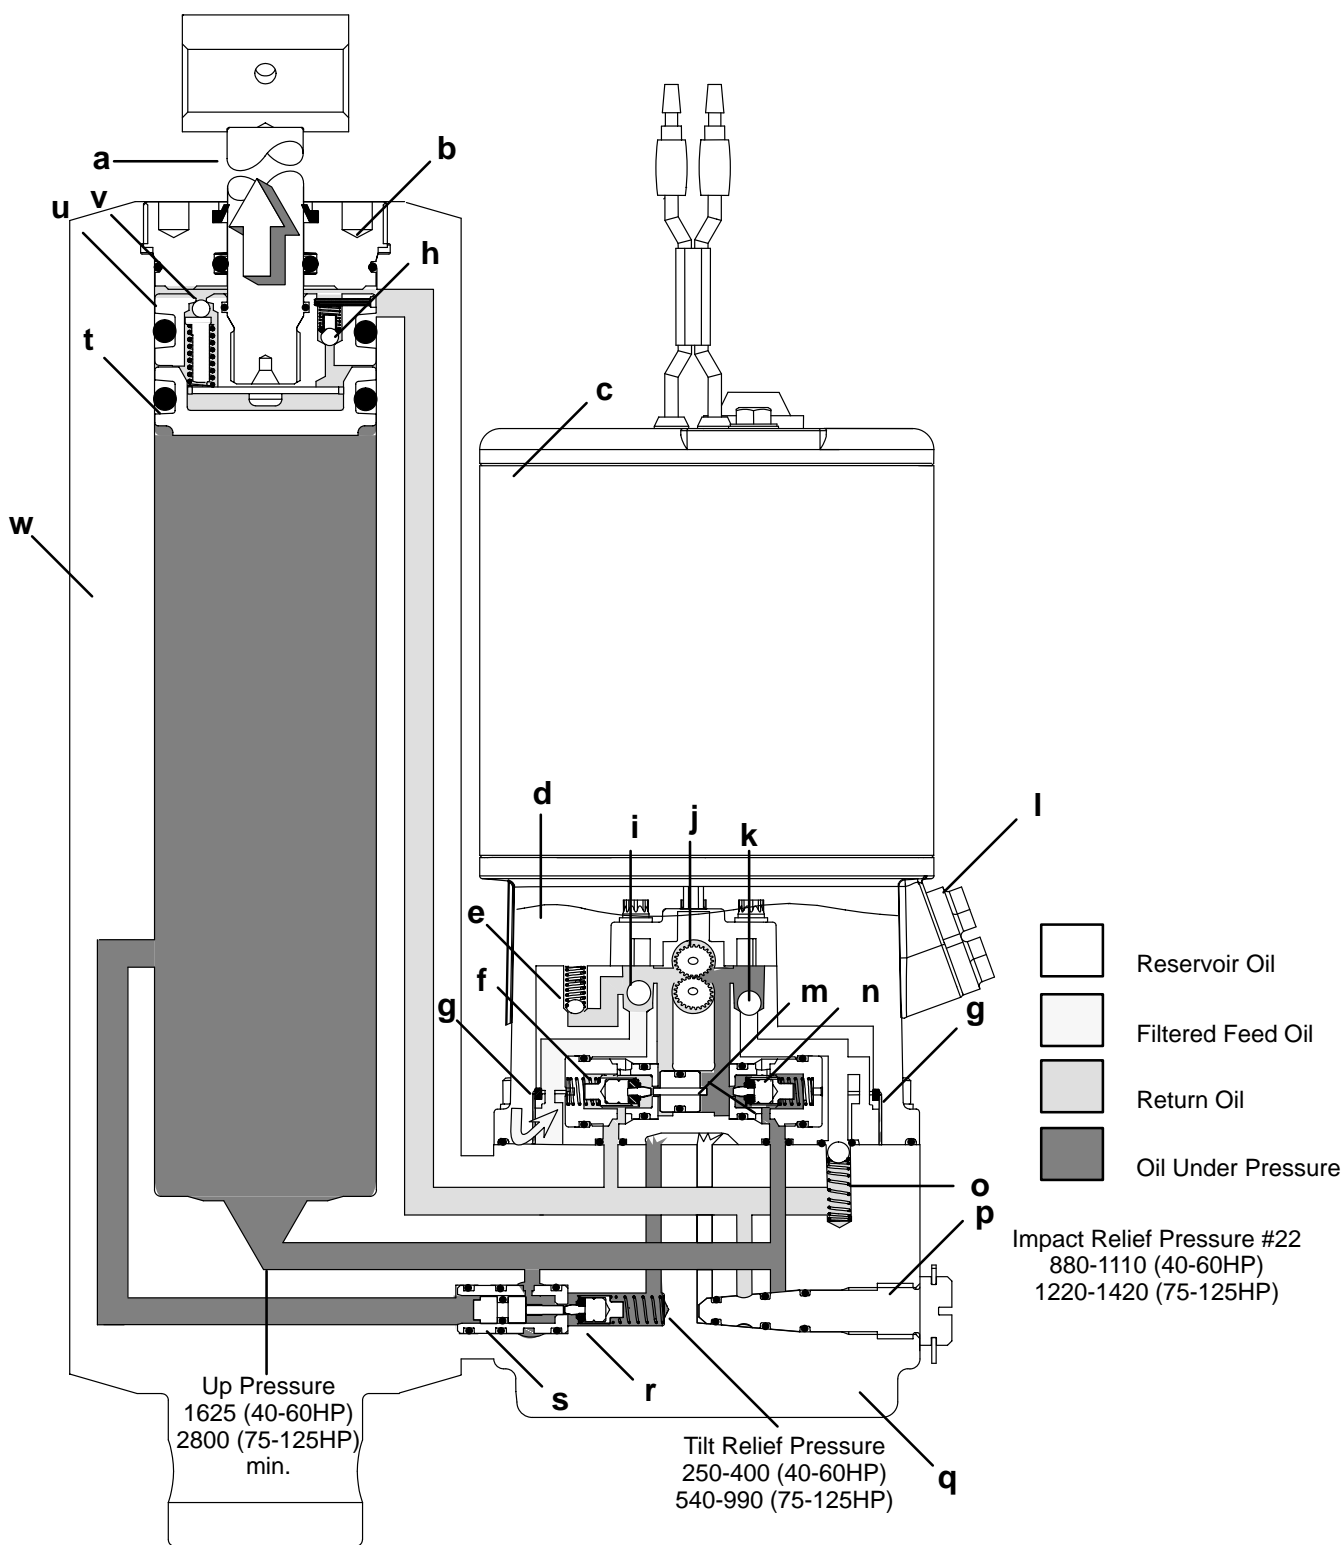 a
b
v
u
h
t
c
w
d
i
j
k
l
e
f
m
n
g
g
Reservoir Oil
Filtered Feed Oil
Return Oil
Oil Under Pressure
o
p
Impact Relief Pressure #22
880-1110 (40-60HP)
1220-1420 (75-125HP)
s
r
q
Up Pressure
1625 (40-60HP)
2800 (75-125HP)
min.
Tilt Relief Pressure
250-400 (40-60HP)
540-990 (75-125HP)